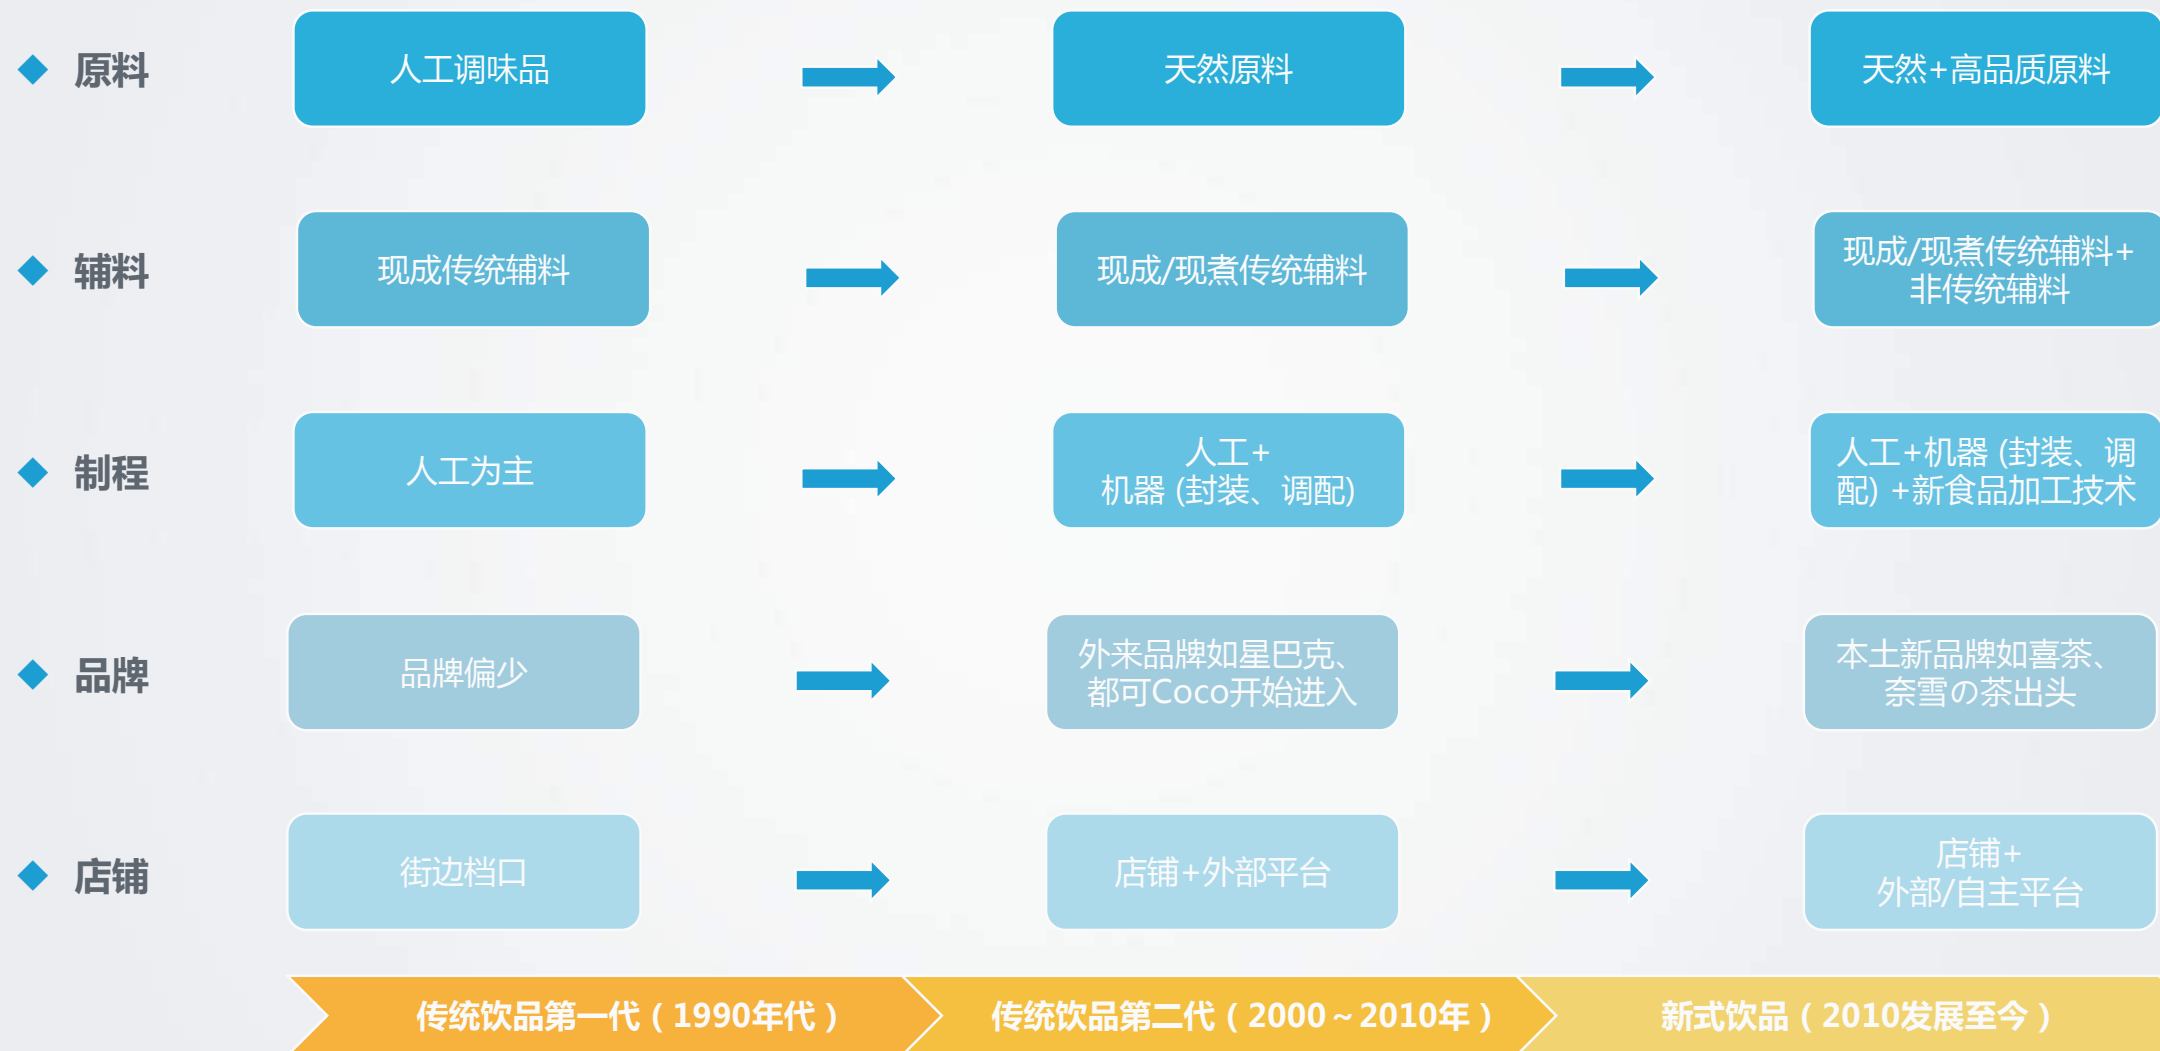 原料
人工调味品
天然原料
天然+高品质原料
辅料
现成传统辅料
现成/现煮传统辅料
现成/现煮传统辅料+
非传统辅料
制程
人工为主
人工+
机器 (封装、调配)
人工+机器 (封装、调
配) +新食品加工技术
品牌
品牌偏少
外来品牌如星巴克、
都可Coco开始进入
本土新品牌如喜茶、
奈雪の茶出头
店铺
街边档口
店铺+外部平台
店铺+
外部/自主平台
传统饮品第一代（1990年代）
传统饮品第二代（2000～2010年）
新式饮品（2010发展至今）